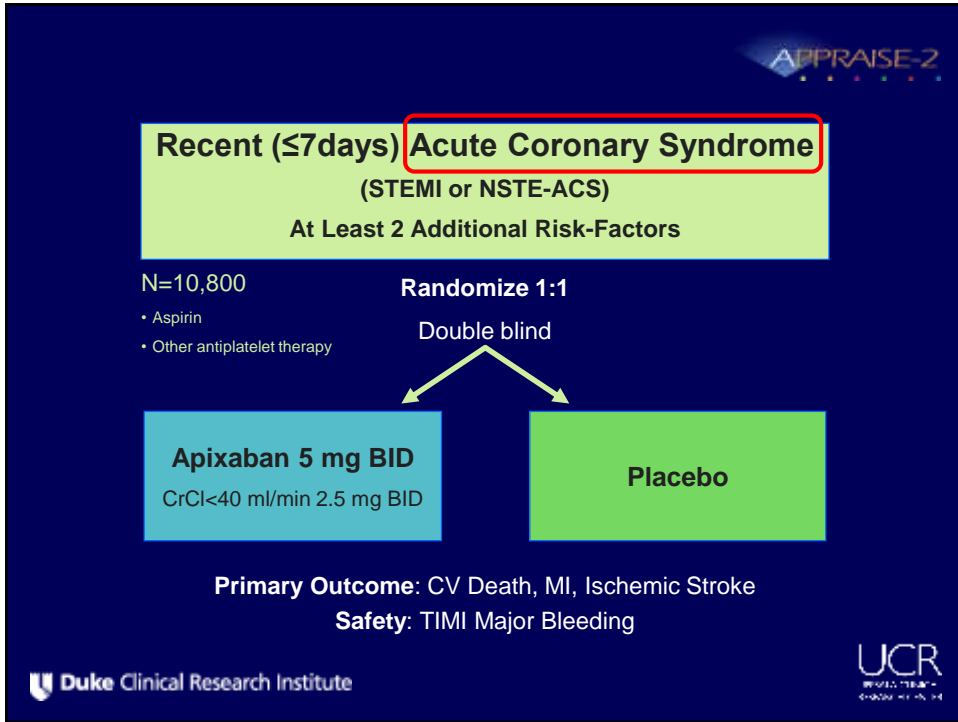 APPRAISE-2
Recent (≤7days) Acute Coronary Syndrome
(STEMI or NSTE-ACS)
At Least 2 Additional Risk-Factors
N=10,800
• Aspirin
• Other antiplatelet therapy
Randomize 1:1
Double blind
Apixaban 5 mg BID
CrCl<40 ml/min 2.5 mg BID
Placebo
Primary Outcome: CV Death, MI, Ischemic Stroke
Safety: TIMI Major Bleeding
Duke Clinical Research Institute
UCR